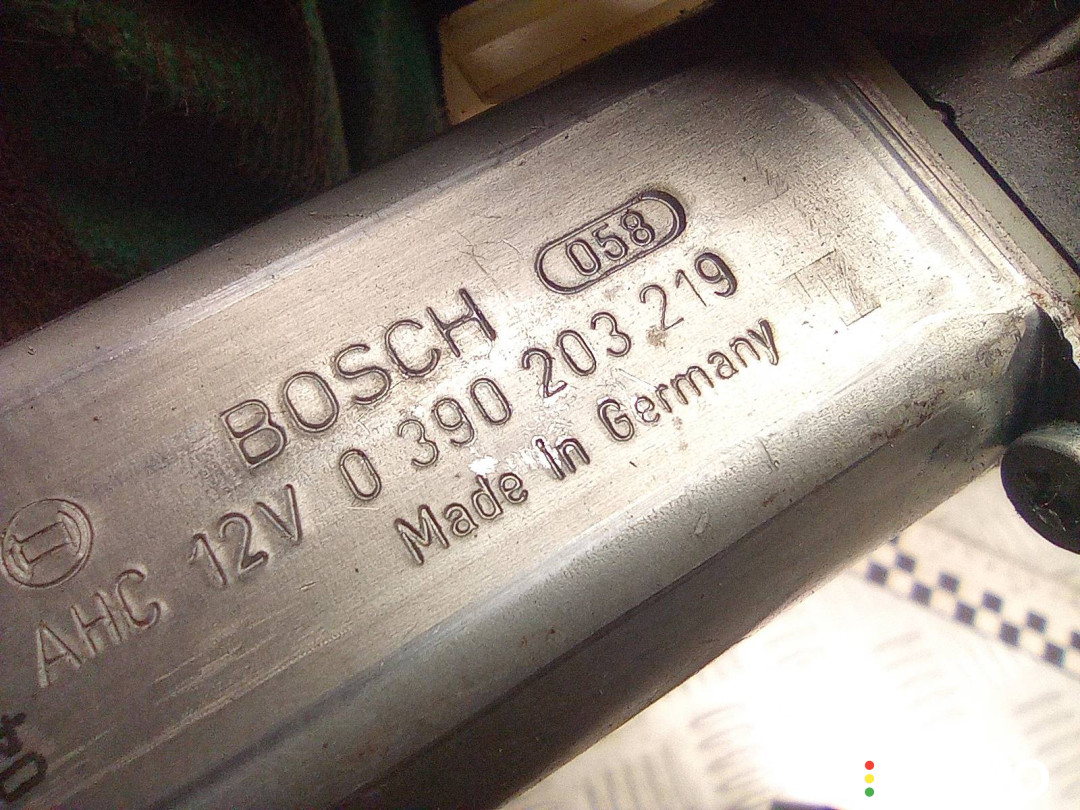 058
BOSCH
AHC 12V 0 390 203 219
Made in Germany